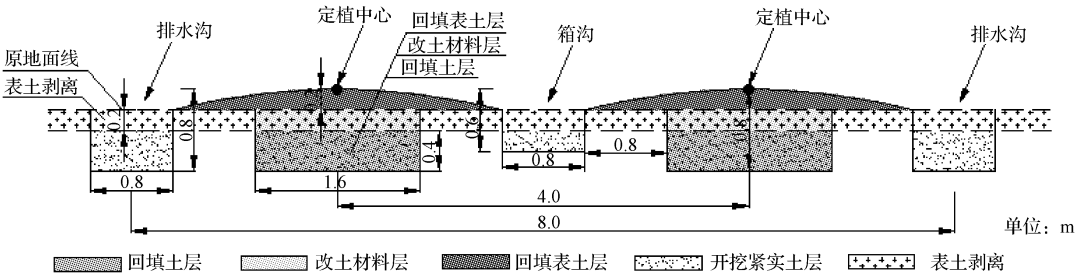 定植中心
定植中心
排水沟
回填表土层
箱沟
排水沟
改土材料层
原地面线
回填土层
表土剥离
0.2
0.8
0.6
0.8
0.4
0.8
0.8
0.8
1.6
4.0
8.0
单位：m
回填土层
改土材料层
回填表土层
开挖紧实土层
表土剥离